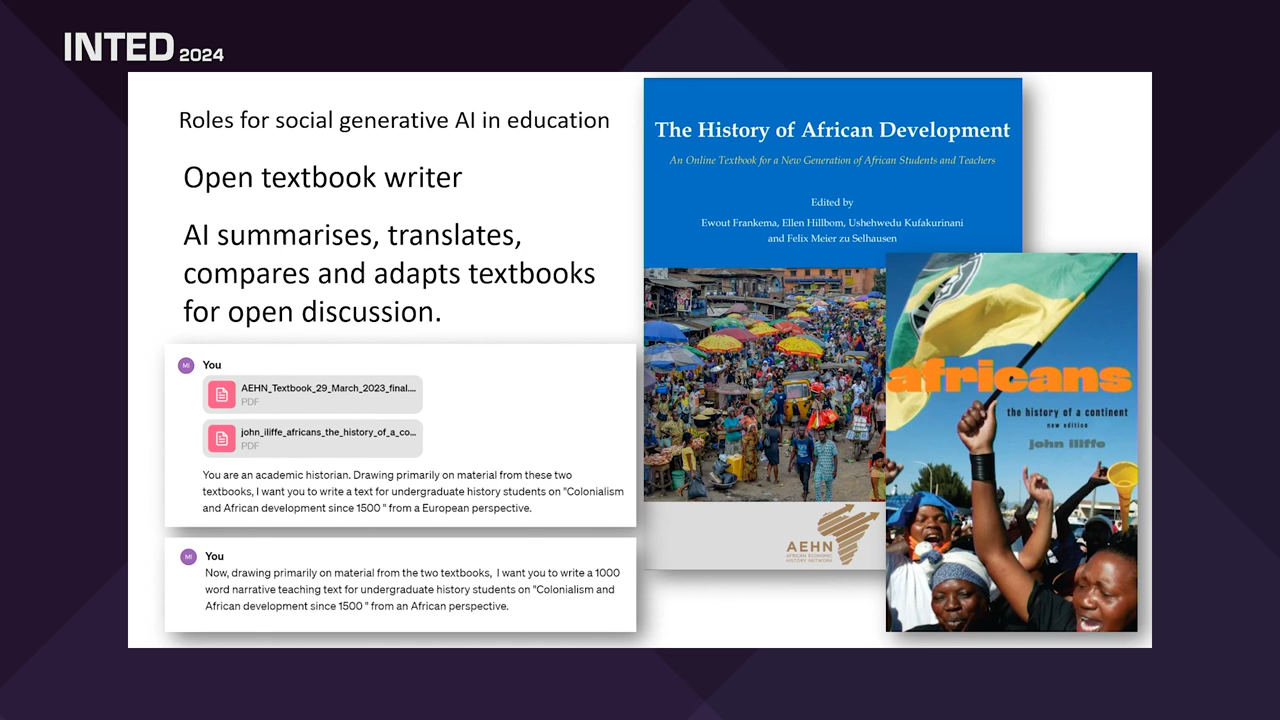 INTED 2024
Roles for social generative AI in education
Open textbook writer
AI summarises, translates,
compares and adapts textbooks
for open discussion.
MI
You
AEHN_Textbook_29_March_2023_final....
PDF
john_iliffe_africans_the_history_of_a_co...
PDF
You are an academic historian. Drawing primarily on material from these two
textbooks, I want you to write a text for undergraduate history students on "Colonialism
and African development since 1500 " from a European perspective.
MI
You
Now, drawing primarily on material from the two textbooks,  I want you to write a 1000
word narrative teaching text for undergraduate history students on "Colonialism and
African development since 1500 " from an African perspective.
The History of African Development
An Online Textbook for a New Generation of African Students and Teachers
Edited by
Ewout Frankema, Ellen Hillbom, Ushehwedu Kufakurinani
and Felix Meier zu Selhausen
AEHN
AFRICAN ECONOMIC
HISTORY NETWORK
africans
the history of a continent
new edition
john iliffe